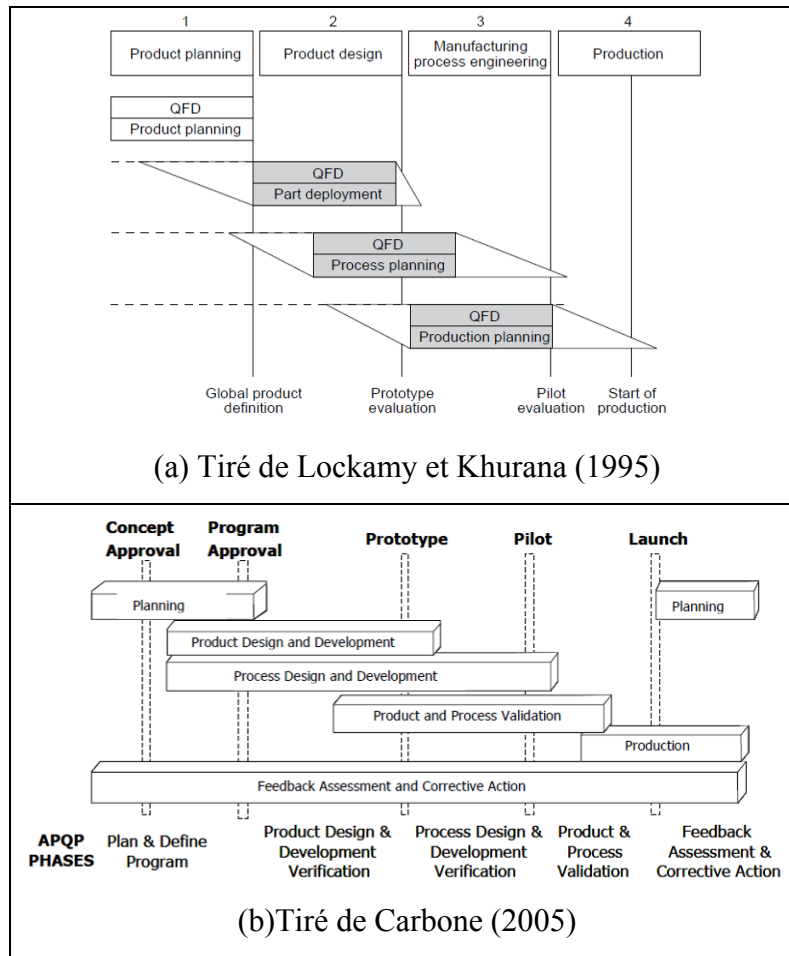 1
2
3
4
Product planning
Product design
Manufacturing
process engineering
Production
QFD
Product planning
QFD
Part deployment
QFD
Process planning
QFD
Production planning
Global product
definition
Prototype
evaluation
Pilot
evaluation
Start of
production
(a) Tiré de Lockamy et Khurana (1995)
Concept
Approval
Program
Approval
Prototype
Pilot
Launch
Planning
Planning
Product Design and Development
Process Design and Development
Product and Process Validation
Production
Feedback Assessment and Corrective Action
APQP
PHASES
Plan & Define
Program
Product Design &
Development
Verification
Process Design &
Development
Verification
Product &
Process
Validation
Feedback
Assessment &
Corrective Action
(b)Tiré de Carbone (2005)